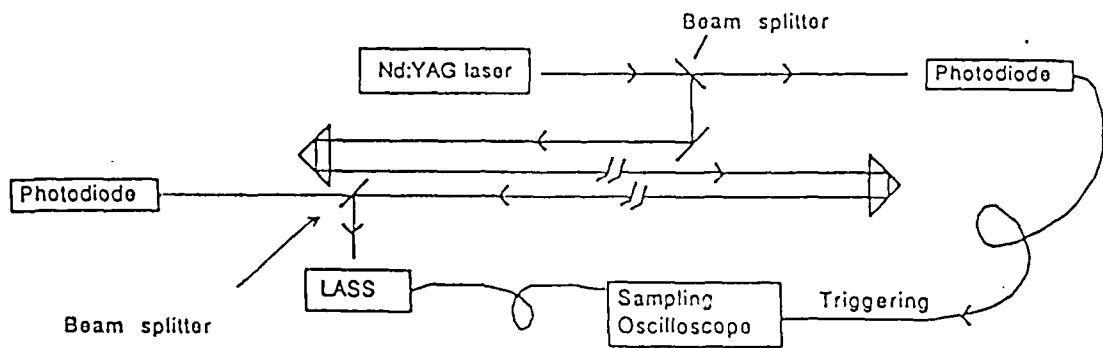 Beam splitter
Nd:YAG laser
Photodiode
Photodiode
LASS
Sampling
Oscilloscope
Triggering
Beam splitter